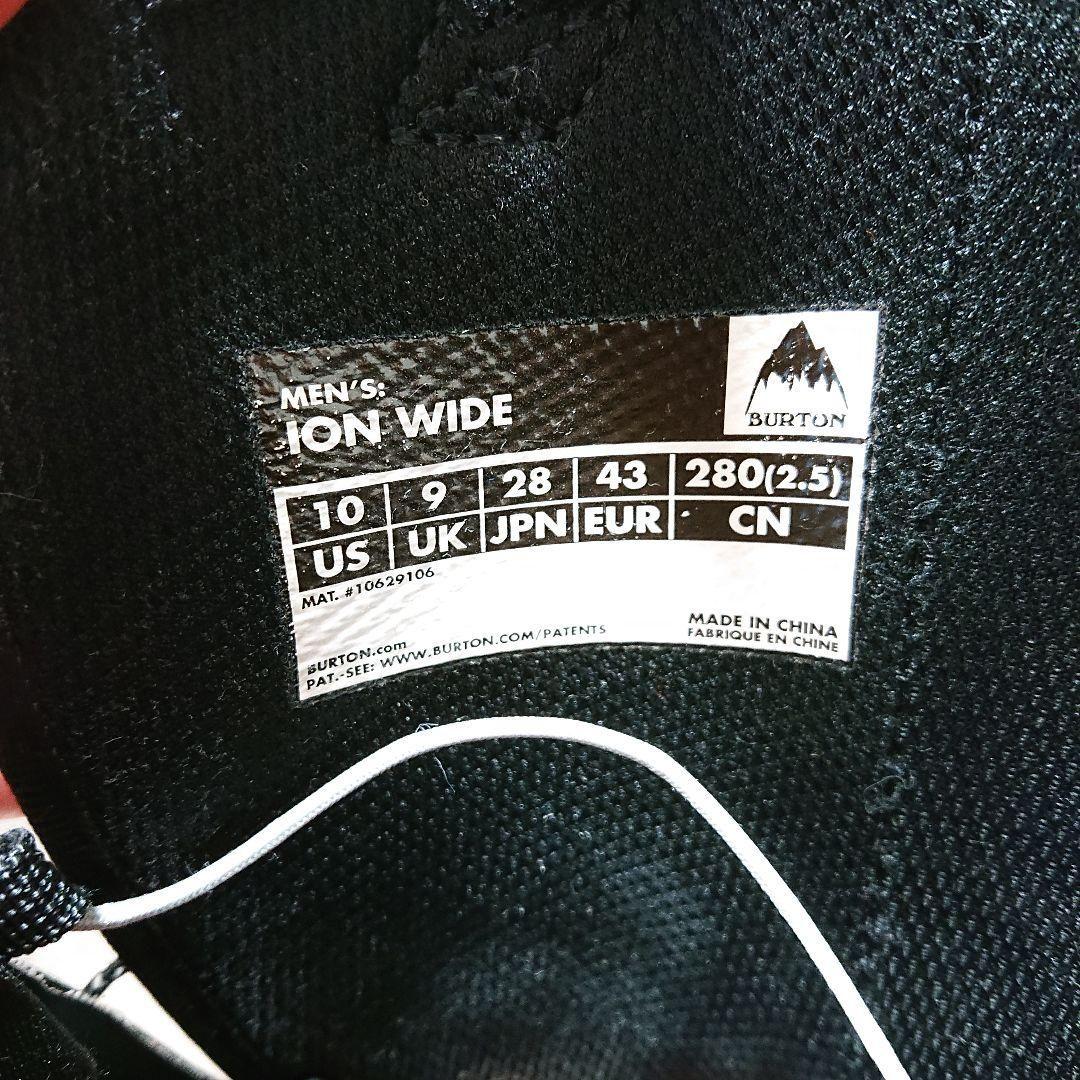 MEN'S:
ION WIDE
BURTON
10 9 28 43 280(2.5)
US UK JPN EUR CN
MAT. #10629106
BURTON.com
PAT.-SEE: WWW.BURTON.COM/PATENTS
MADE IN CHINA
FABRIQUE EN CHINE